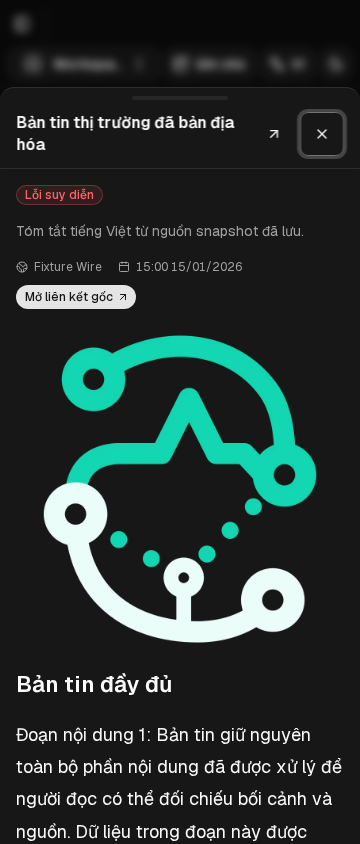 Bản tin thị trường đã bản địa
hóa
Lỗi suy diễn
Tóm tắt tiếng Việt từ nguồn snapshot đã lưu.
Fixture Wire
15:00 15/01/2026
Mở liên kết gốc
Bản tin đầy đủ
Đoạn nội dung 1: Bản tin giữ nguyên
toàn bộ phần nội dung đã được xử lý để
người đọc có thể đối chiếu bối cảnh và
nguồn. Dữ liệu trong đoạn này được